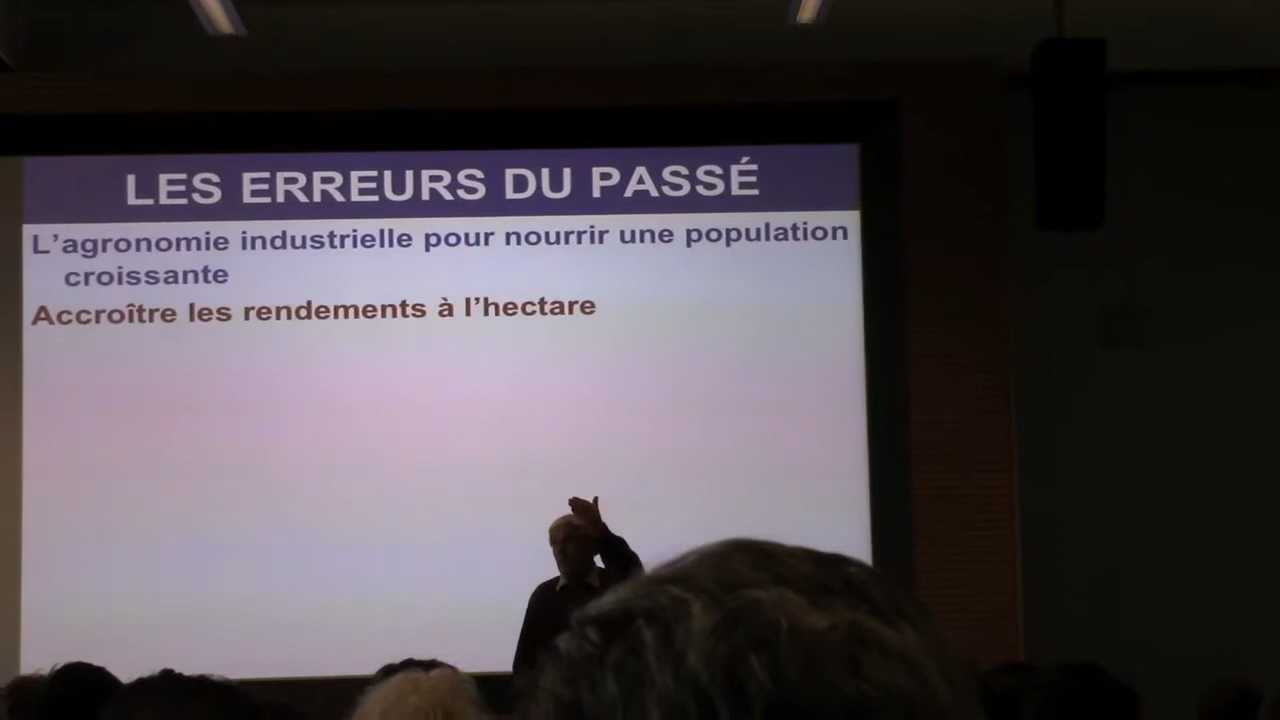 LES ERREURS DU PASSÉ
L’agronomie industrielle pour nourrir une population
croissante
Accroître les rendements à l’hectare